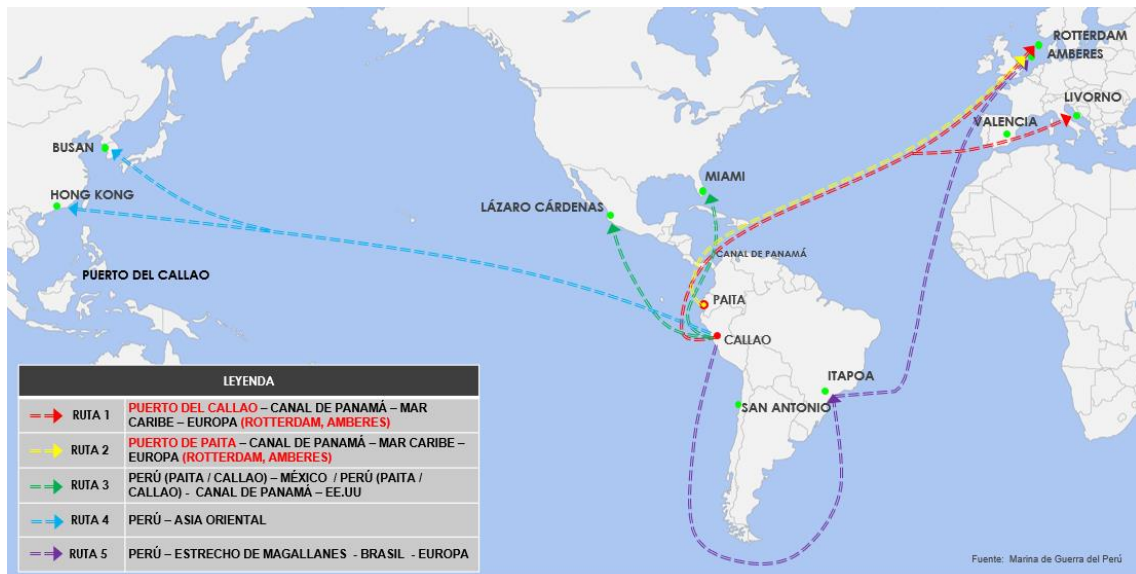 ROTTERDAM
AMBERES
LIVORNO
VALENCIA
BUSAN
HONG KONG
MIAMI
LÁZARO CÁRDENAS
CANAL DE PANAMÁ
PUERTO DEL CALLAO
PAITA
CALLAO
ITAPOA
SAN ANTONIO
LEYENDA
RUTA 1
PUERTO DEL CALLAO – CANAL DE PANAMÁ – MAR
CARIBE – EUROPA (ROTTERDAM, AMBERES)
RUTA 2
PUERTO DE PAITA – CANAL DE PANAMÁ – MAR CARIBE –
EUROPA (ROTTERDAM, AMBERES)
RUTA 3
PERÚ (PAITA / CALLAO) – MÉXICO / PERÚ (PAITA /
CALLAO) - CANAL DE PANAMÁ – EE.UU
RUTA 4
PERÚ – ASIA ORIENTAL
RUTA 5
PERÚ – ESTRECHO DE MAGALLANES - BRASIL - EUROPA
Fuente: Marina de Guerra del Perú